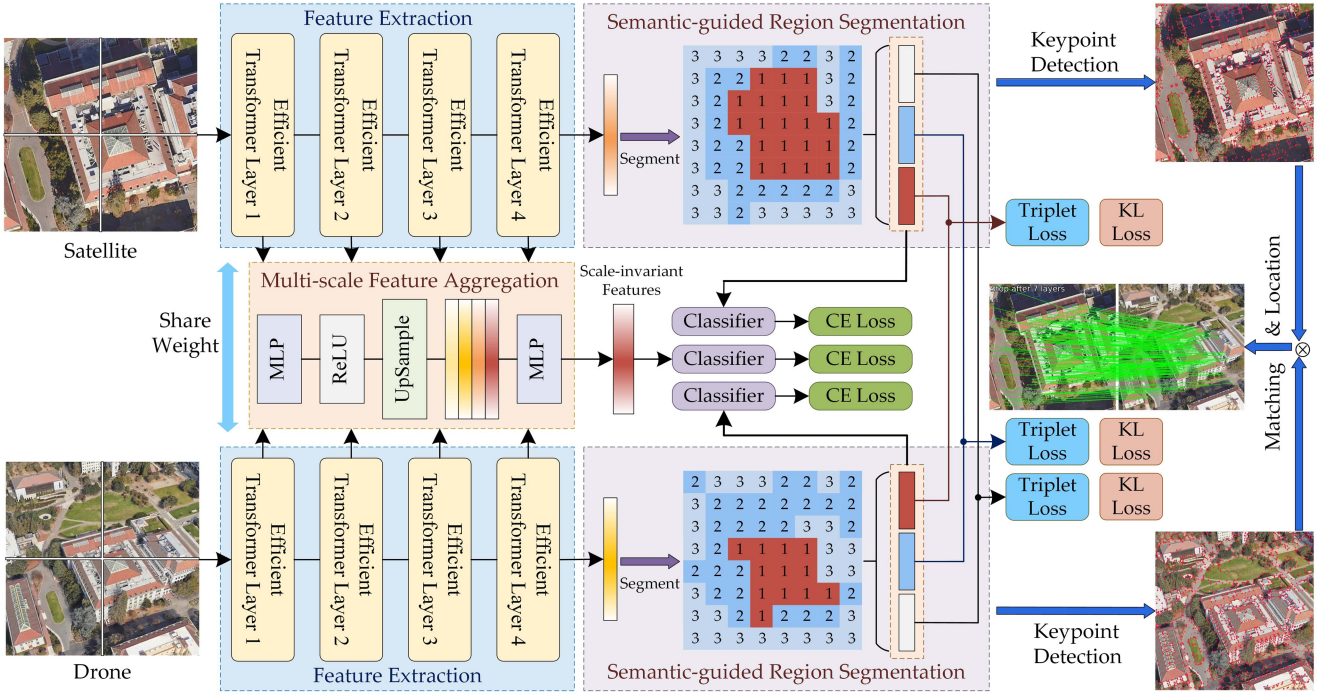 Feature Extraction
Semantic-guided Region Segmentation
Efficient
Transformer Layer 1
Efficient
Transformer Layer 2
Efficient
Transformer Layer 3
Efficient
Transformer Layer 4
Segment
3 3 3 3 2 2 3 2
3 2 2 1 1 1 3 2
3 2 1 1 1 1 3 2
3 2 1 1 1 1 1 2
3 2 2 1 1 1 1 2
3 2 2 1 1 1 1 2
3 3 2 2 2 2 2 3
3 3 2 3 3 3 3 3
Keypoint
Detection
Satellite
Triplet
Loss
KL
Loss
Share
Weight
Multi-scale Feature Aggregation
MLP
ReLU
UpSample
MLP
Scale-invariant
Features
Classifier
CE Loss
Classifier
CE Loss
Classifier
CE Loss
after 7 layers
Matching & Location
Triplet
Loss
KL
Loss
Triplet
Loss
KL
Loss
Efficient
Transformer Layer 1
Efficient
Transformer Layer 2
Efficient
Transformer Layer 3
Efficient
Transformer Layer 4
Segment
2 3 3 3 2 2 3 2
3 2 2 2 2 2 2 2
3 2 2 2 2 3 3 2
3 2 1 1 1 1 3 3
2 2 2 1 1 1 3 3
3 2 2 1 1 1 1 2
3 2 2 1 2 2 2 3
3 3 3 3 3 3 3 3
Keypoint
Detection
Drone
Feature Extraction
Semantic-guided Region Segmentation